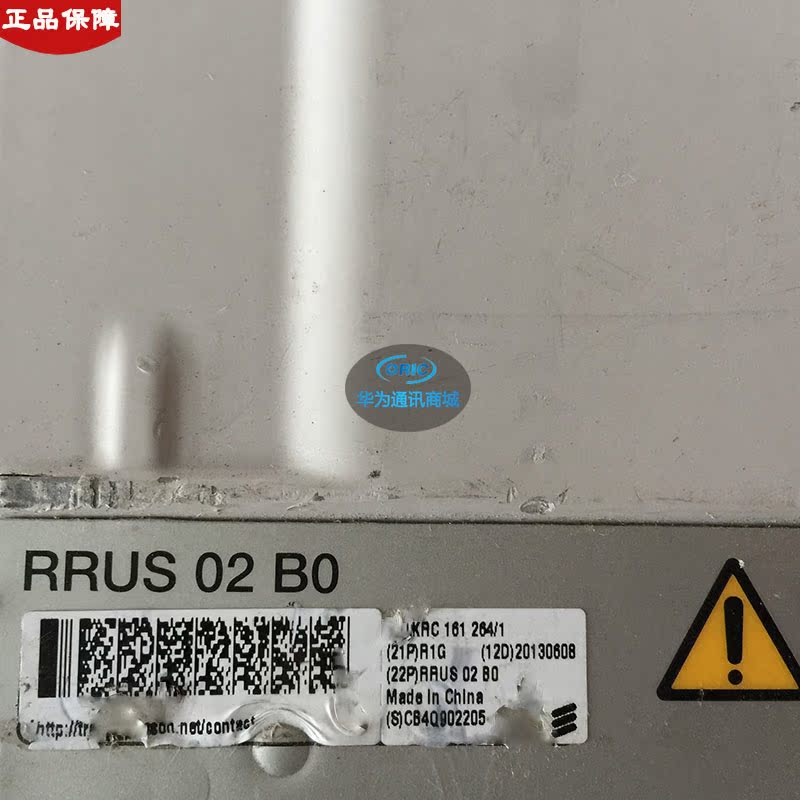 正品保障
ORIC
华为通讯商城
RRUS 02 B0
KRC 161 264/1
(21P)R1G (12D)20130608
(22P)RRUS 02 B0
Made in China
(S)CB4Q902205